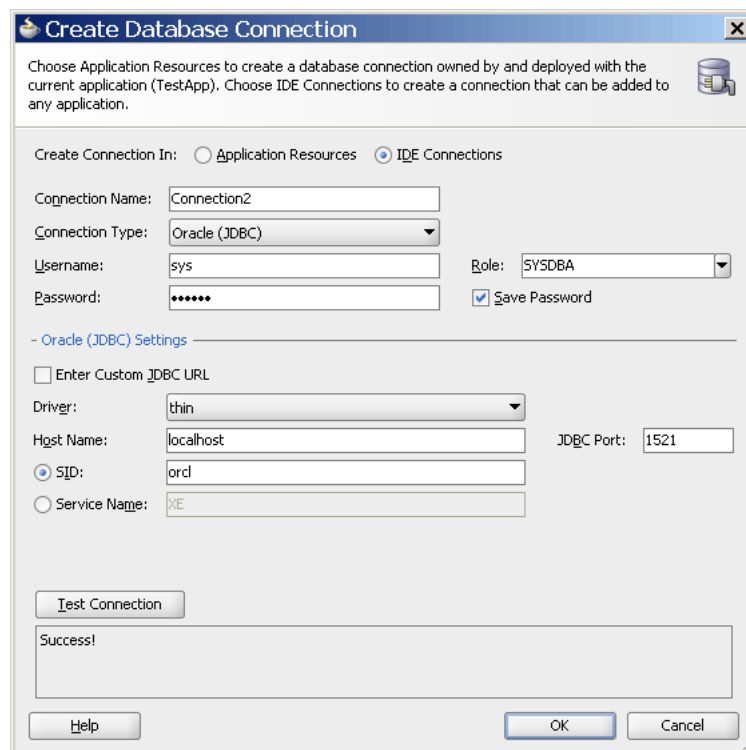 Create Database Connection
Choose Application Resources to create a database connection owned by and deployed with the
current application (TestApp). Choose IDE Connections to create a connection that can be added to
any application.
Create Connection In: Application Resources IDE Connections
Connection Name: Connection2
Connection Type: Oracle (JDBC)
Username: sys Role: SYSDBA
Password: •••••• Save Password
Oracle (JDBC) Settings
Enter Custom JDBC URL
Driver: thin
Host Name: localhost JDBC Port: 1521
SID: orcl
Service Name: XE
Test Connection
Success!
Help OK Cancel